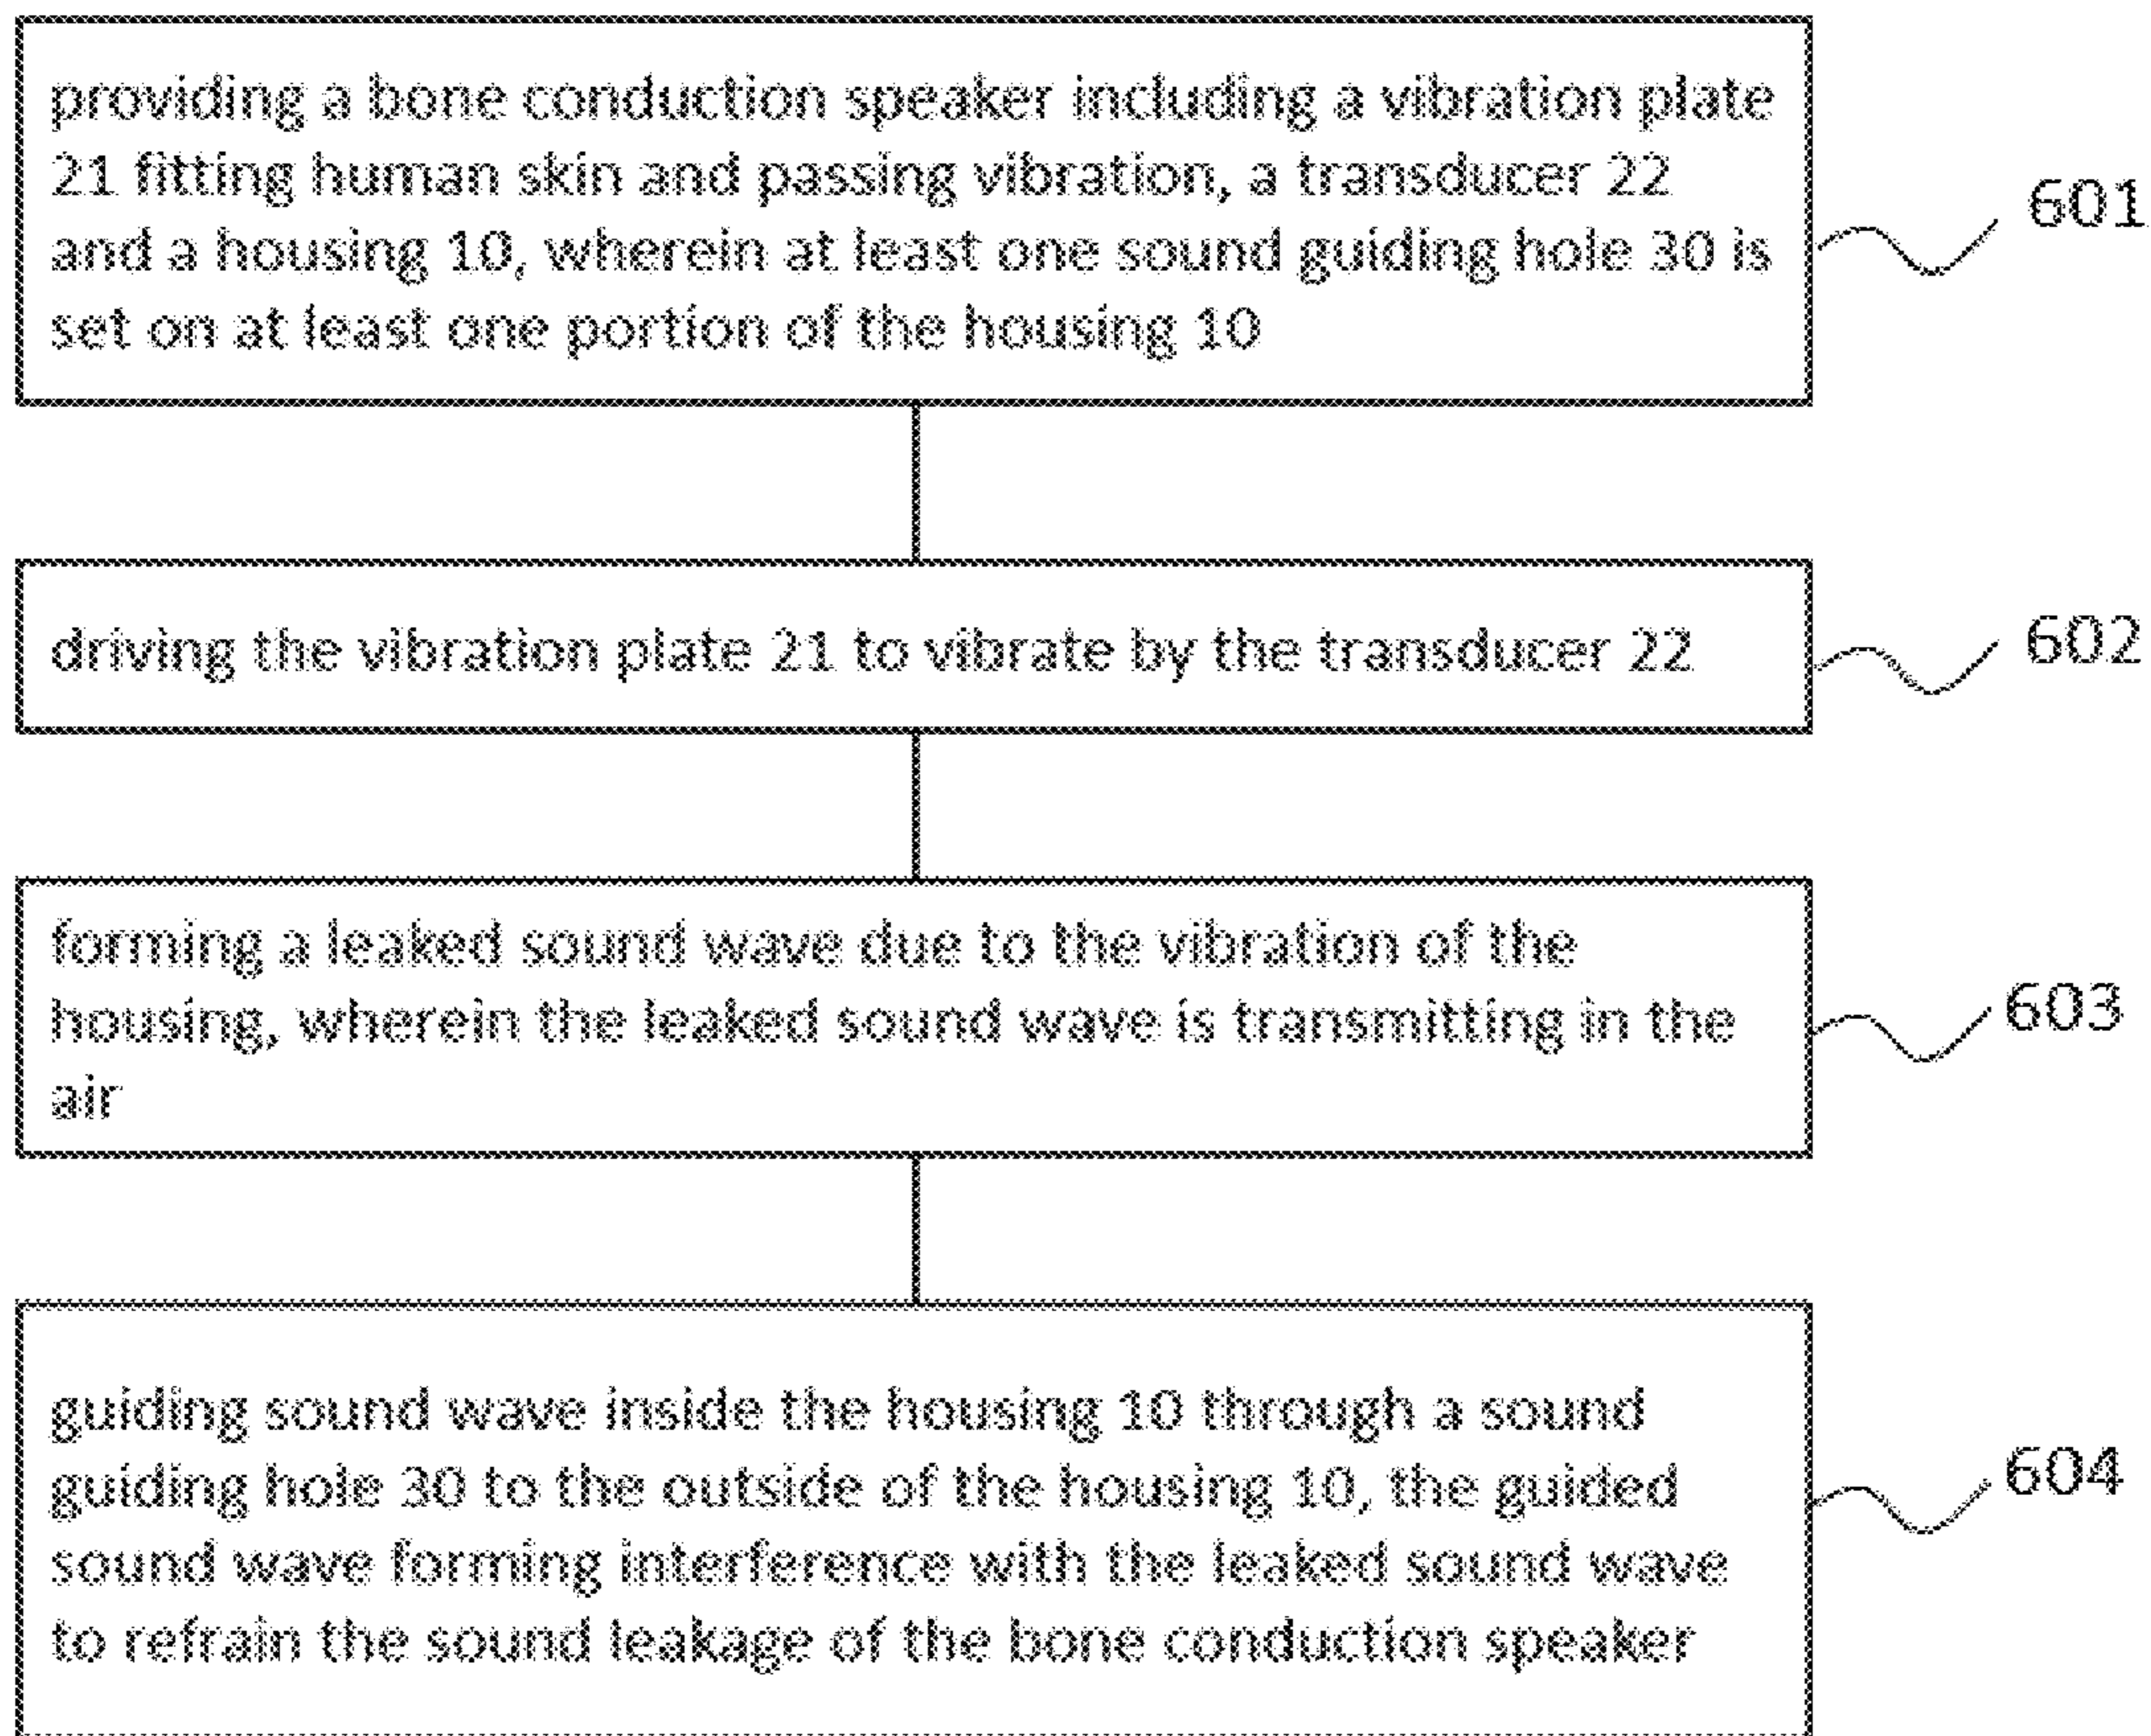 providing a bone conduction speaker including a vibration plate
21 fitting human skin and passing vibration, a transducer 22
and a housing 10, wherein at least one sound guiding hole 30 is
set on at least one portion of the housing 10
601
driving the vibration plate 21 to vibrate by the transducer 22
602
forming a leaked sound wave due to the vibration of the
housing, wherein the leaked sound wave is transmitting in the
air
603
guiding sound wave inside the housing 10 through a sound
guiding hole 30 to the outside of the housing 10, the guided
sound wave forming interference with the leaked sound wave
to refrain the sound leakage of the bone conduction speaker
604